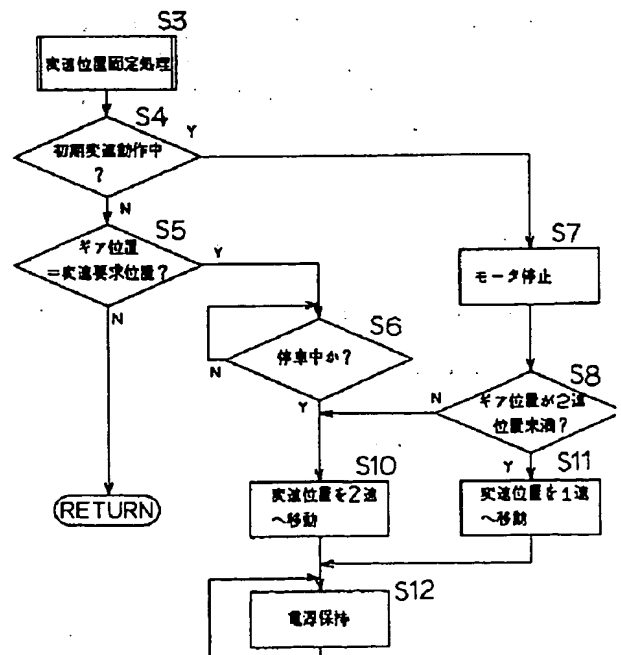 S3
変速位置固定処理
S4
初期変速動作中
?
Y
N
S5
ギア位置
=変速要求位置?
Y
N
S7
モータ停止
S6
停車中か?
N
Y
S8
ギア位置が2速
位置未満?
N
Y
S10
変速位置を2速
へ移動
S11
変速位置を1速
へ移動
RETURN
S12
電源保持